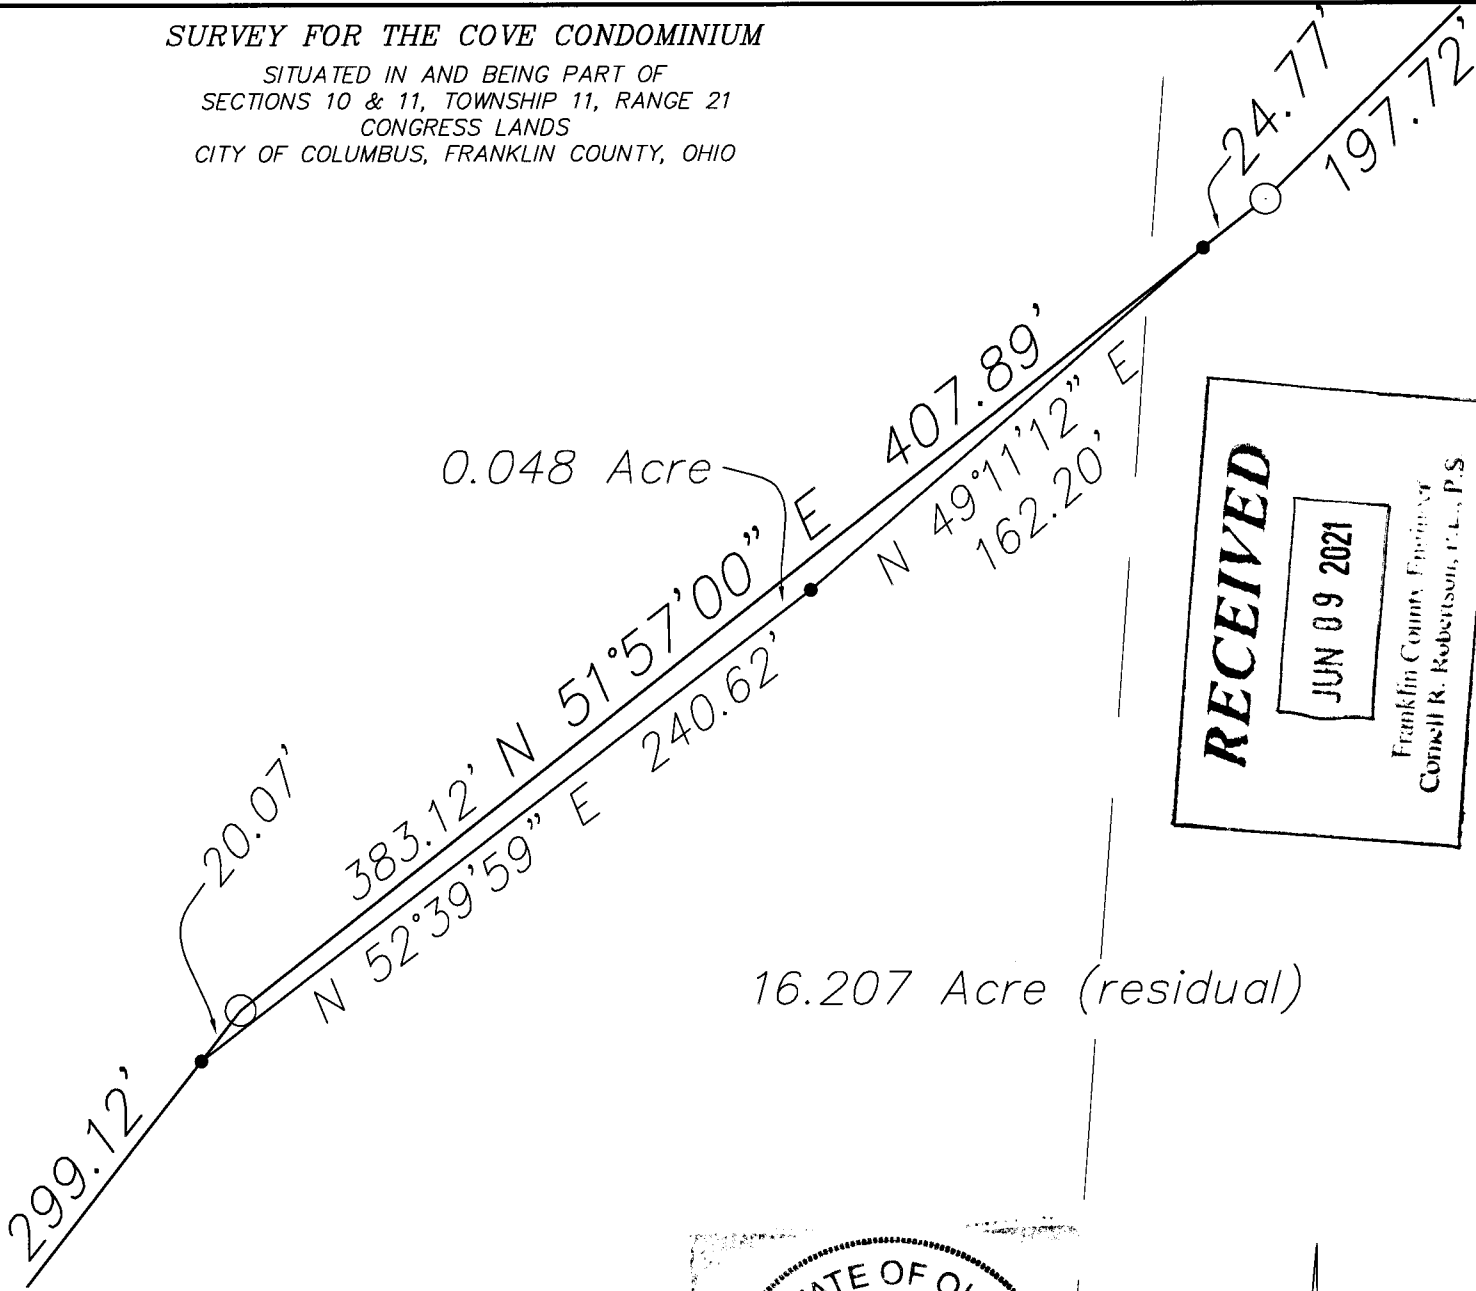 SURVEY FOR THE COVE CONDOMINIUM
SITUATED IN AND BEING PART OF
SECTIONS 10 & 11, TOWNSHIP 11, RANGE 21
CONGRESS LANDS
CITY OF COLUMBUS, FRANKLIN COUNTY, OHIO
24.77'
197.72'
407.89'
N 49°11'12" E
162.20'
0.048 Acre
N 51°57'00" E
383.12'
240.62'
N 52°39'59" E
20.07'
299.12'
16.207 Acre (residual)
RECEIVED
JUN 09 2021
Franklin County Engineer
Cornell R. Robertson, P.E., P.S
ATE OF O